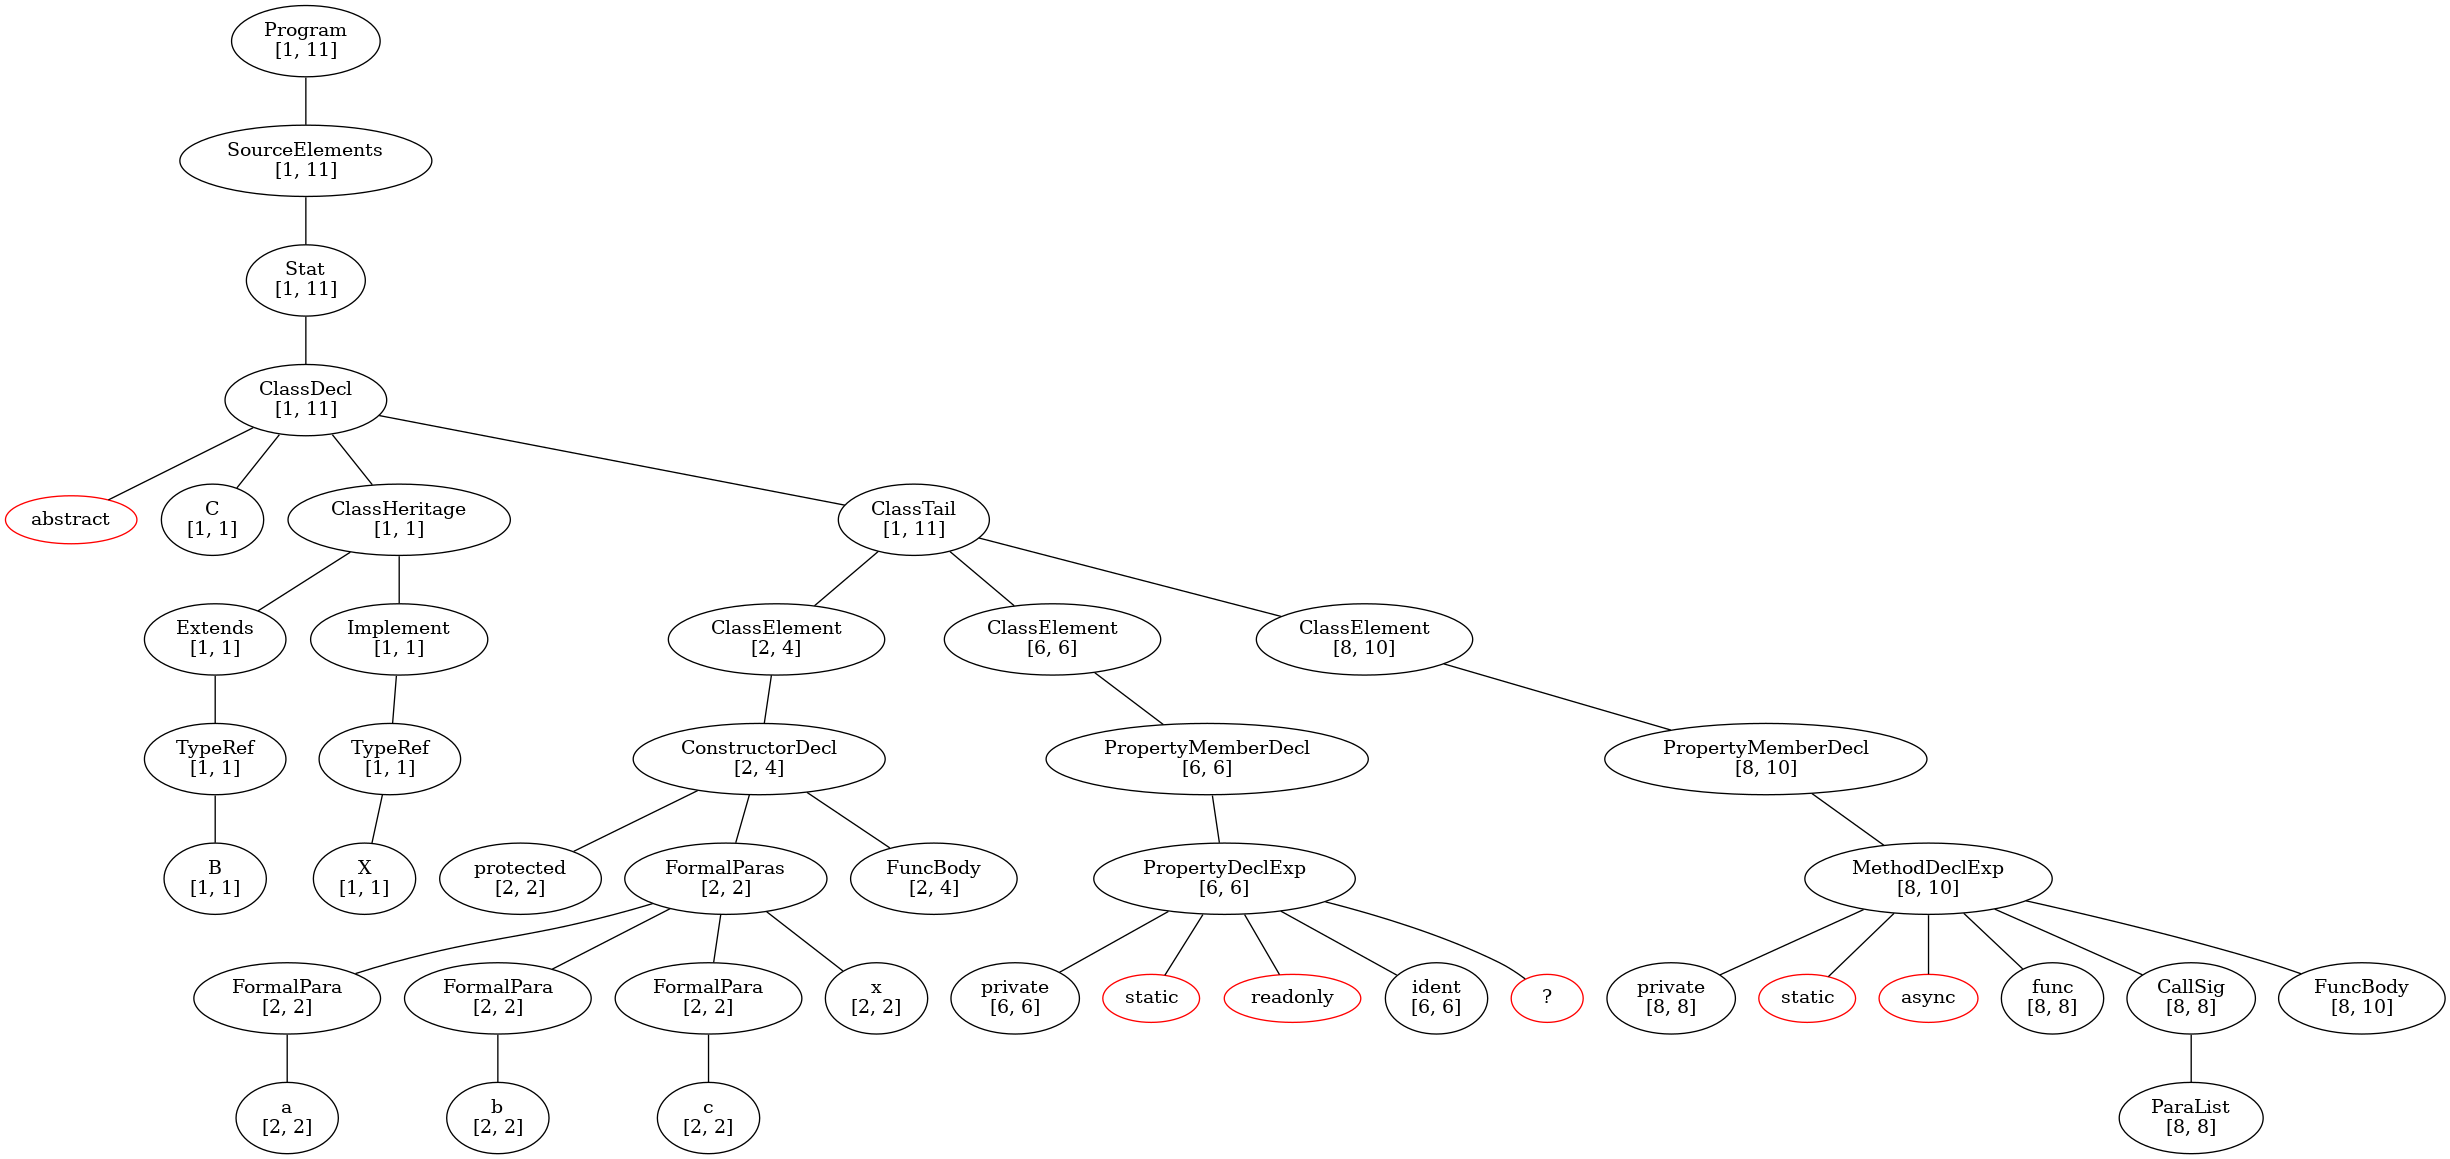 Program
[1, 11]
SourceElements
[1, 11]
Stat
[1, 11]
ClassDecl
[1, 11]
abstract
C
[1, 1]
ClassHeritage
[1, 1]
ClassTail
[1, 11]
Extends
[1, 1]
Implement
[1, 1]
ClassElement
[2, 4]
ClassElement
[6, 6]
ClassElement
[8, 10]
TypeRef
[1, 1]
TypeRef
[1, 1]
ConstructorDecl
[2, 4]
PropertyMemberDecl
[6, 6]
PropertyMemberDecl
[8, 10]
B
[1, 1]
X
[1, 1]
protected
[2, 2]
FormalParas
[2, 2]
FuncBody
[2, 4]
PropertyDeclExp
[6, 6]
MethodDeclExp
[8, 10]
FormalPara
[2, 2]
FormalPara
[2, 2]
FormalPara
[2, 2]
x
[2, 2]
private
[6, 6]
static
readonly
ident
[6, 6]
?
private
[8, 8]
static
async
func
[8, 8]
CallSig
[8, 8]
FuncBody
[8, 10]
a
[2, 2]
b
[2, 2]
c
[2, 2]
ParaList
[8, 8]